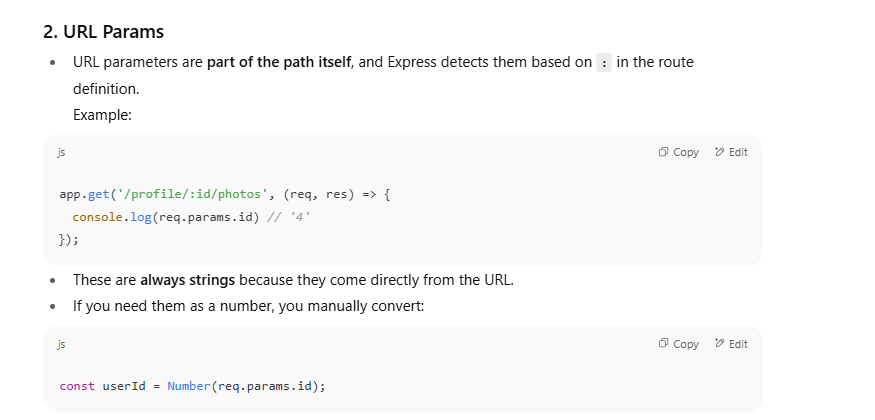 2. URL Params
• URL parameters are part of the path itself, and Express detects them based on : in the route
definition.
Example:
js
Copy Edit
app.get('/profile/:id/photos', (req, res) => {
  console.log(req.params.id) // '4'
});
• These are always strings because they come directly from the URL.
• If you need them as a number, you manually convert:
js
Copy Edit
const userId = Number(req.params.id);